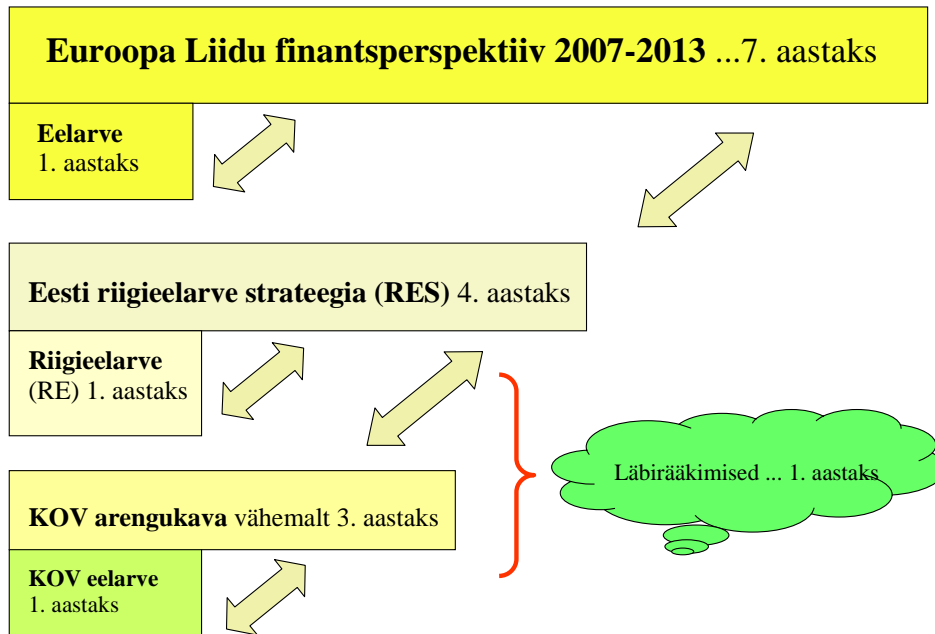 Euroopa Liidu finantsperspektiiv 2007-2013 ...7. aastaks
Eelarve
1. aastaks
Eesti riigieelarve strateegia (RES) 4. aastaks
Riigieelarve
(RE) 1. aastaks
Läbirääkimised ... 1. aastaks
KOV arengukava vähemalt 3. aastaks
KOV eelarve
1. aastaks